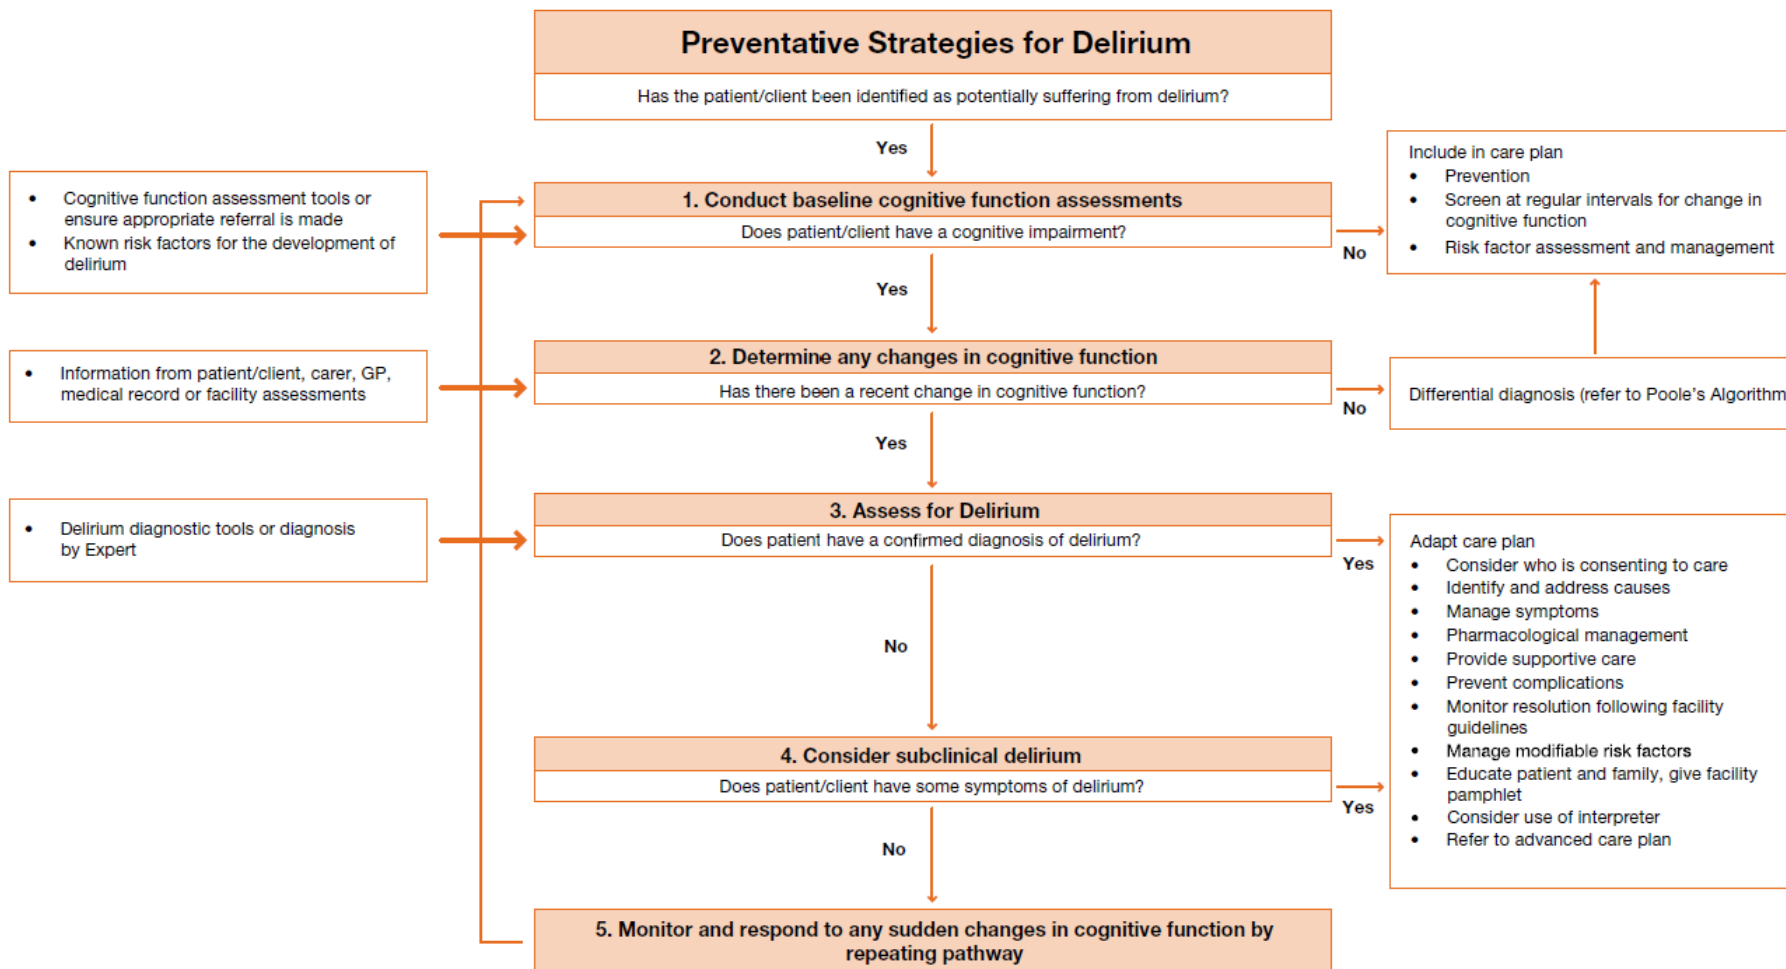 Preventative Strategies for Delirium
Has the patient/client been identified as potentially suffering from delirium?
Yes
• Cognitive function assessment tools or
ensure appropriate referral is made
• Known risk factors for the development of
delirium
1. Conduct baseline cognitive function assessments
Does patient/client have a cognitive impairment?
No
Include in care plan
• Prevention
• Screen at regular intervals for change in
cognitive function
• Risk factor assessment and management
Yes
• Information from patient/client, carer, GP,
medical record or facility assessments
2. Determine any changes in cognitive function
Has there been a recent change in cognitive function?
No
Differential diagnosis (refer to Poole's Algorithm
Yes
• Delirium diagnostic tools or diagnosis
by Expert
3. Assess for Delirium
Does patient have a confirmed diagnosis of delirium?
Yes
Adapt care plan
• Consider who is consenting to care
• Identify and address causes
• Manage symptoms
• Pharmacological management
• Provide supportive care
• Prevent complications
• Monitor resolution following facility
guidelines
• Manage modifiable risk factors
• Educate patient and family, give facility
pamphlet
• Consider use of interpreter
• Refer to advanced care plan
No
4. Consider subclinical delirium
Does patient/client have some symptoms of delirium?
Yes
No
5. Monitor and respond to any sudden changes in cognitive function by
repeating pathway